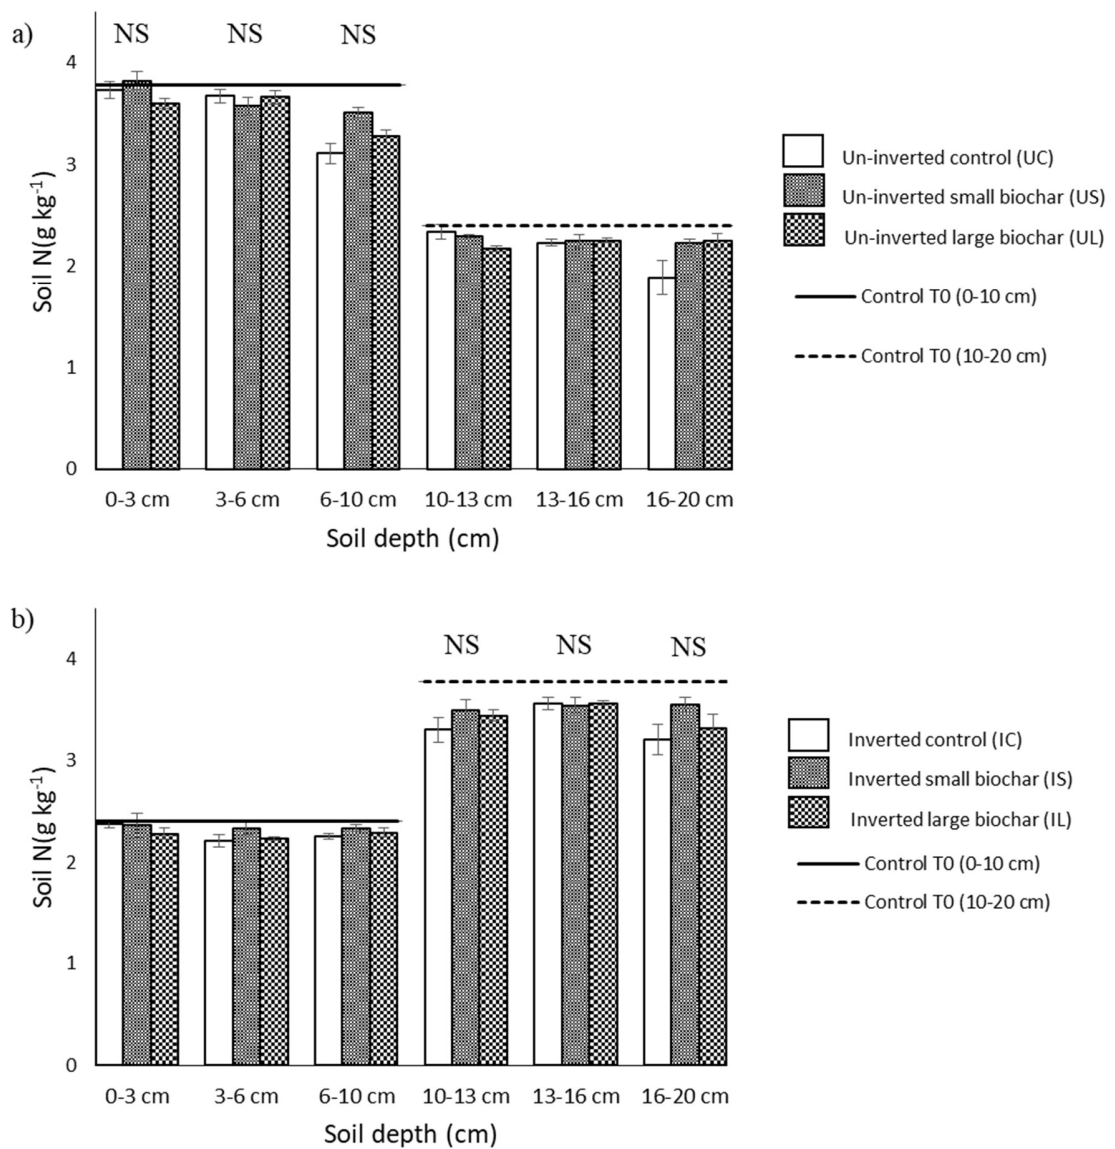 a)
NS NS NS
4
3
2
1
0
Soil N(g kg-1)
0-3 cm 3-6 cm 6-10 cm 10-13 cm 13-16 cm 16-20 cm
Soil depth (cm)
Un-inverted control (UC)
Un-inverted small biochar (US)
Un-inverted large biochar (UL)
Control T0 (0-10 cm)
Control T0 (10-20 cm)
b)
NS NS NS
4
3
2
1
0
Soil N(g kg-1)
0-3 cm 3-6 cm 6-10 cm 10-13 cm 13-16 cm 16-20 cm
Soil depth (cm)
Inverted control (IC)
Inverted small biochar (IS)
Inverted large biochar (IL)
Control T0 (0-10 cm)
Control T0 (10-20 cm)